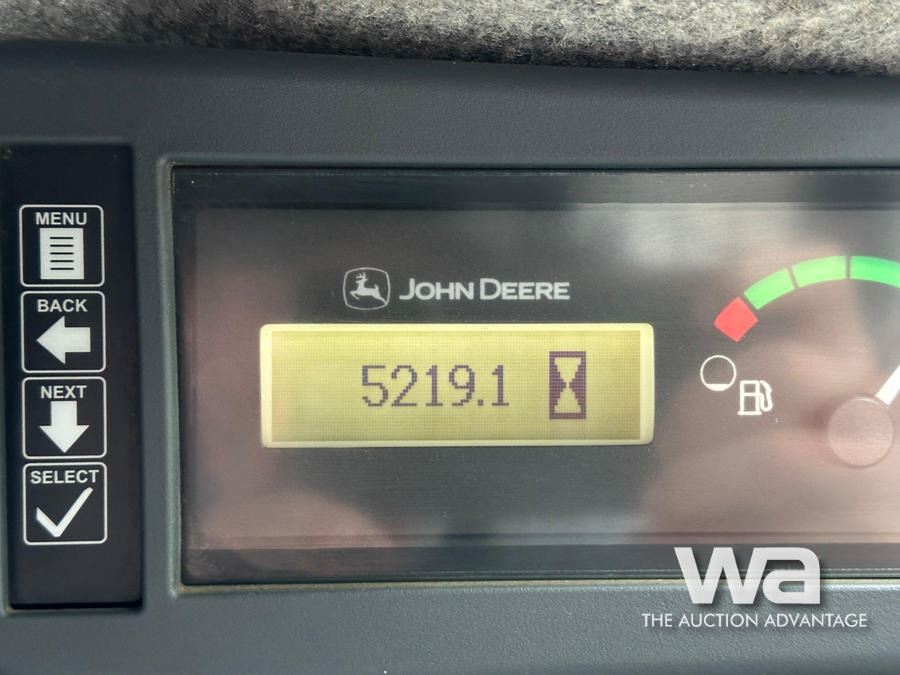 MENU
BACK
NEXT
SELECT
JOHN DEERE
5219.1
wa
THE AUCTION ADVANTAGE